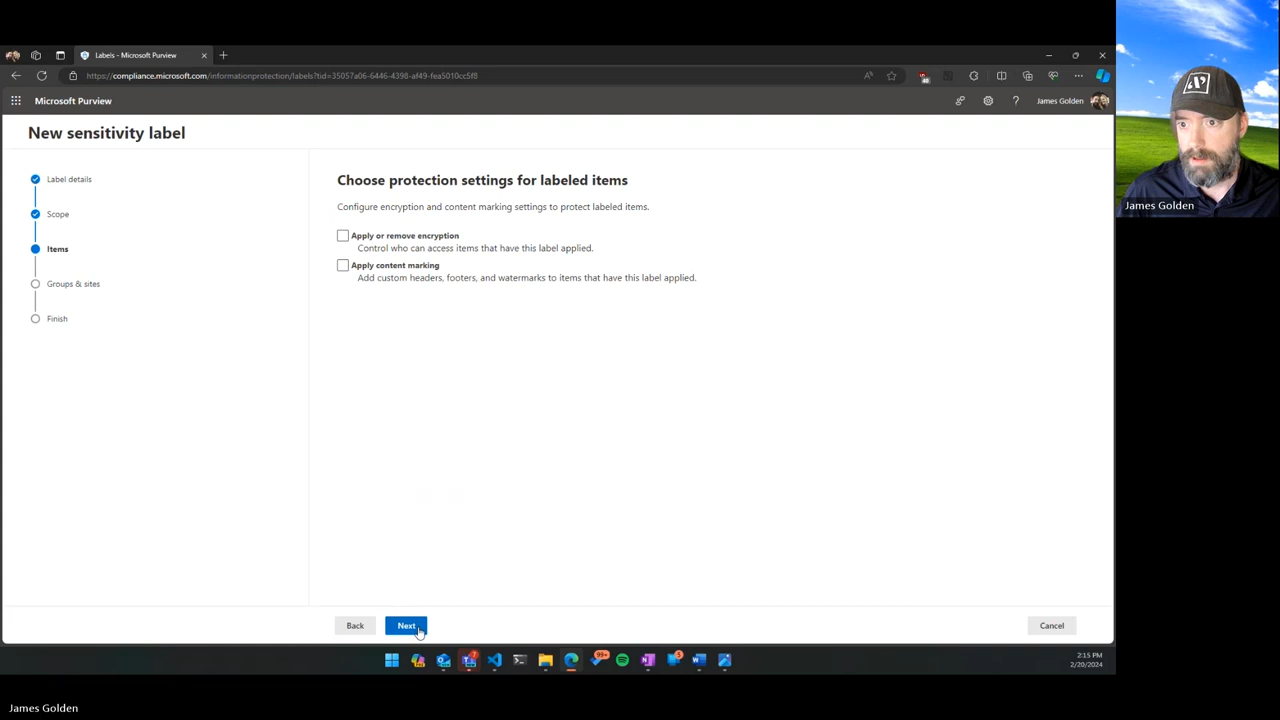 Labels - Microsoft Purview
https://compliance.microsoft.com/informationprotection/labels?tid=35057a06-6446-4398-af49-fea5010cc5f8
Microsoft Purview
James Golden
New sensitivity label
Label details
Scope
Items
Groups & sites
Finish
Choose protection settings for labeled items
Configure encryption and content marking settings to protect labeled items.
Apply or remove encryption
Control who can access items that have this label applied.
Apply content marking
Add custom headers, footers, and watermarks to items that have this label applied.
Back
Next
Cancel
99+
2:15 PM
2/20/2024
James Golden
James Golden